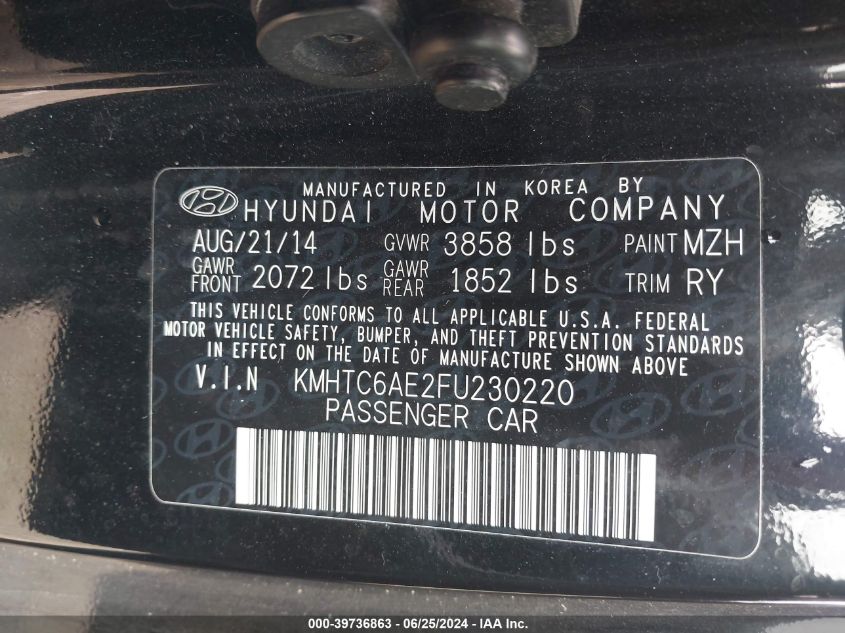 MANUFACTURED IN KOREA BY
HYUNDAI MOTOR COMPANY
AUG/21/14 GVWR 3858 lbs PAINT MZH
GAWR FRONT 2072 lbs GAWR REAR 1852 lbs TRIM RY
THIS VEHICLE CONFORMS TO ALL APPLICABLE U.S.A. FEDERAL
MOTOR VEHICLE SAFETY, BUMPER, AND THEFT PREVENTION STANDARDS
IN EFFECT ON THE DATE OF MANUFACTURE SHOWN ABOVE
V.I.N KMHTC6AE2FU230220
PASSENGER CAR
000-39736863 - 06/25/2024 - IAA Inc.